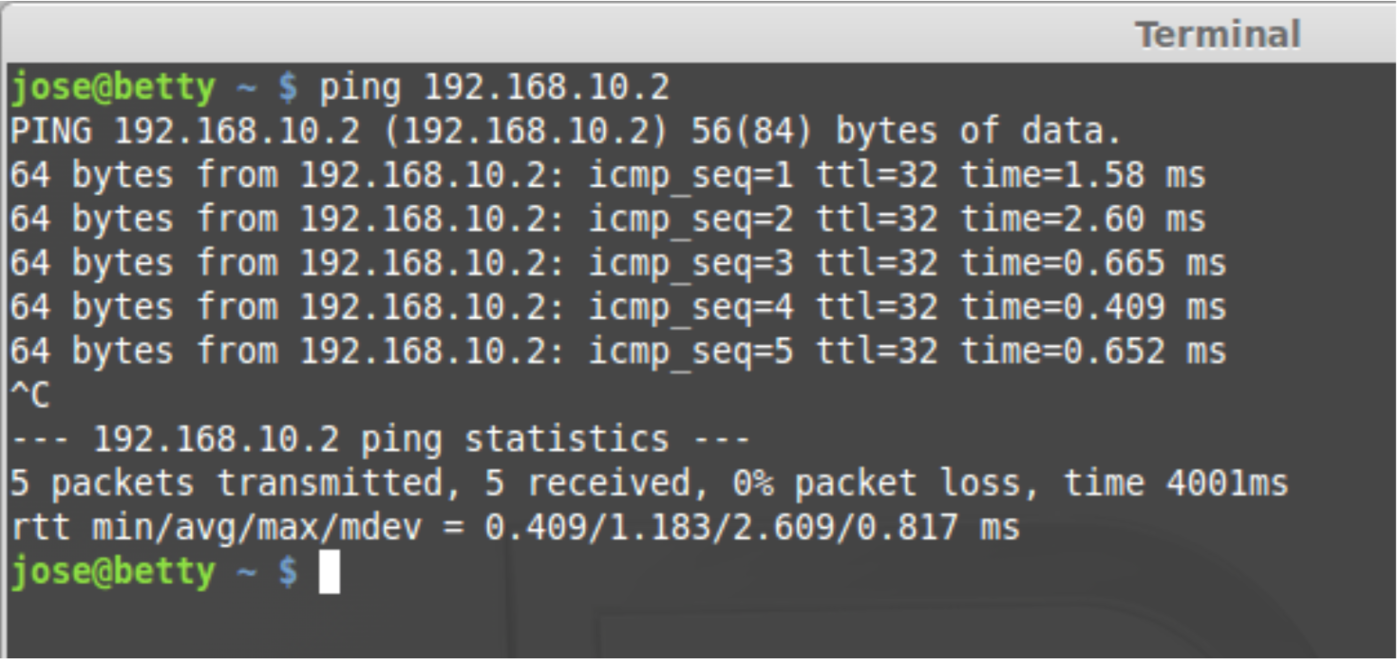 Terminal
jose@betty ~ $ ping 192.168.10.2
PING 192.168.10.2 (192.168.10.2) 56(84) bytes of data.
64 bytes from 192.168.10.2: icmp_seq=1 ttl=32 time=1.58 ms
64 bytes from 192.168.10.2: icmp_seq=2 ttl=32 time=2.60 ms
64 bytes from 192.168.10.2: icmp_seq=3 ttl=32 time=0.665 ms
64 bytes from 192.168.10.2: icmp_seq=4 ttl=32 time=0.409 ms
64 bytes from 192.168.10.2: icmp_seq=5 ttl=32 time=0.652 ms
^C
--- 192.168.10.2 ping statistics ---
5 packets transmitted, 5 received, 0% packet loss, time 4001ms
rtt min/avg/max/mdev = 0.409/1.183/2.609/0.817 ms
jose@betty ~ $